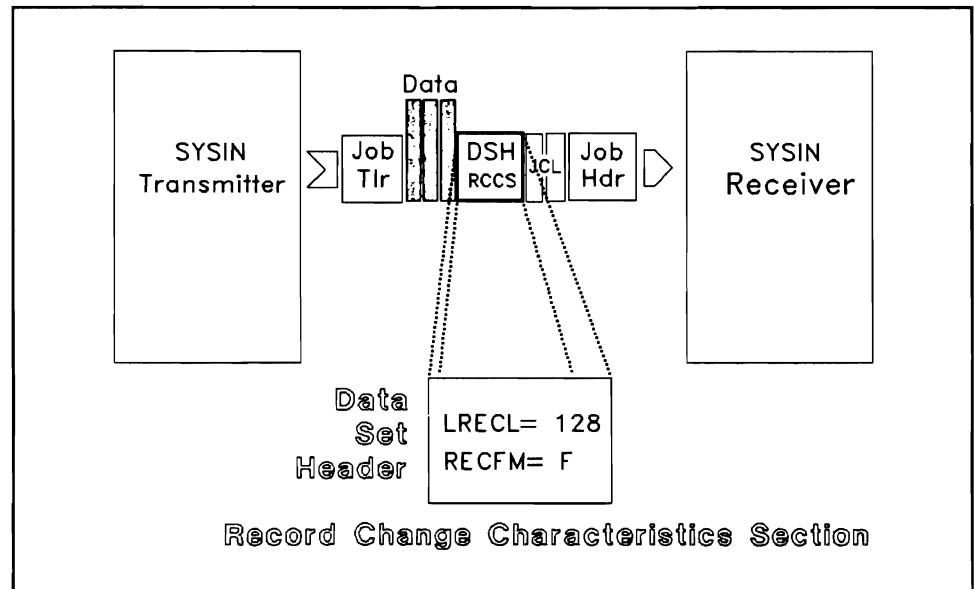 Data
SYSIN
Transmitter
Job
Tlr
DSH
RCCS
JCL
Job
Hdr
SYSIN
Receiver
Data
Set
Header
LRECL= 128
RECFM= F
Record Change Characteristics Section